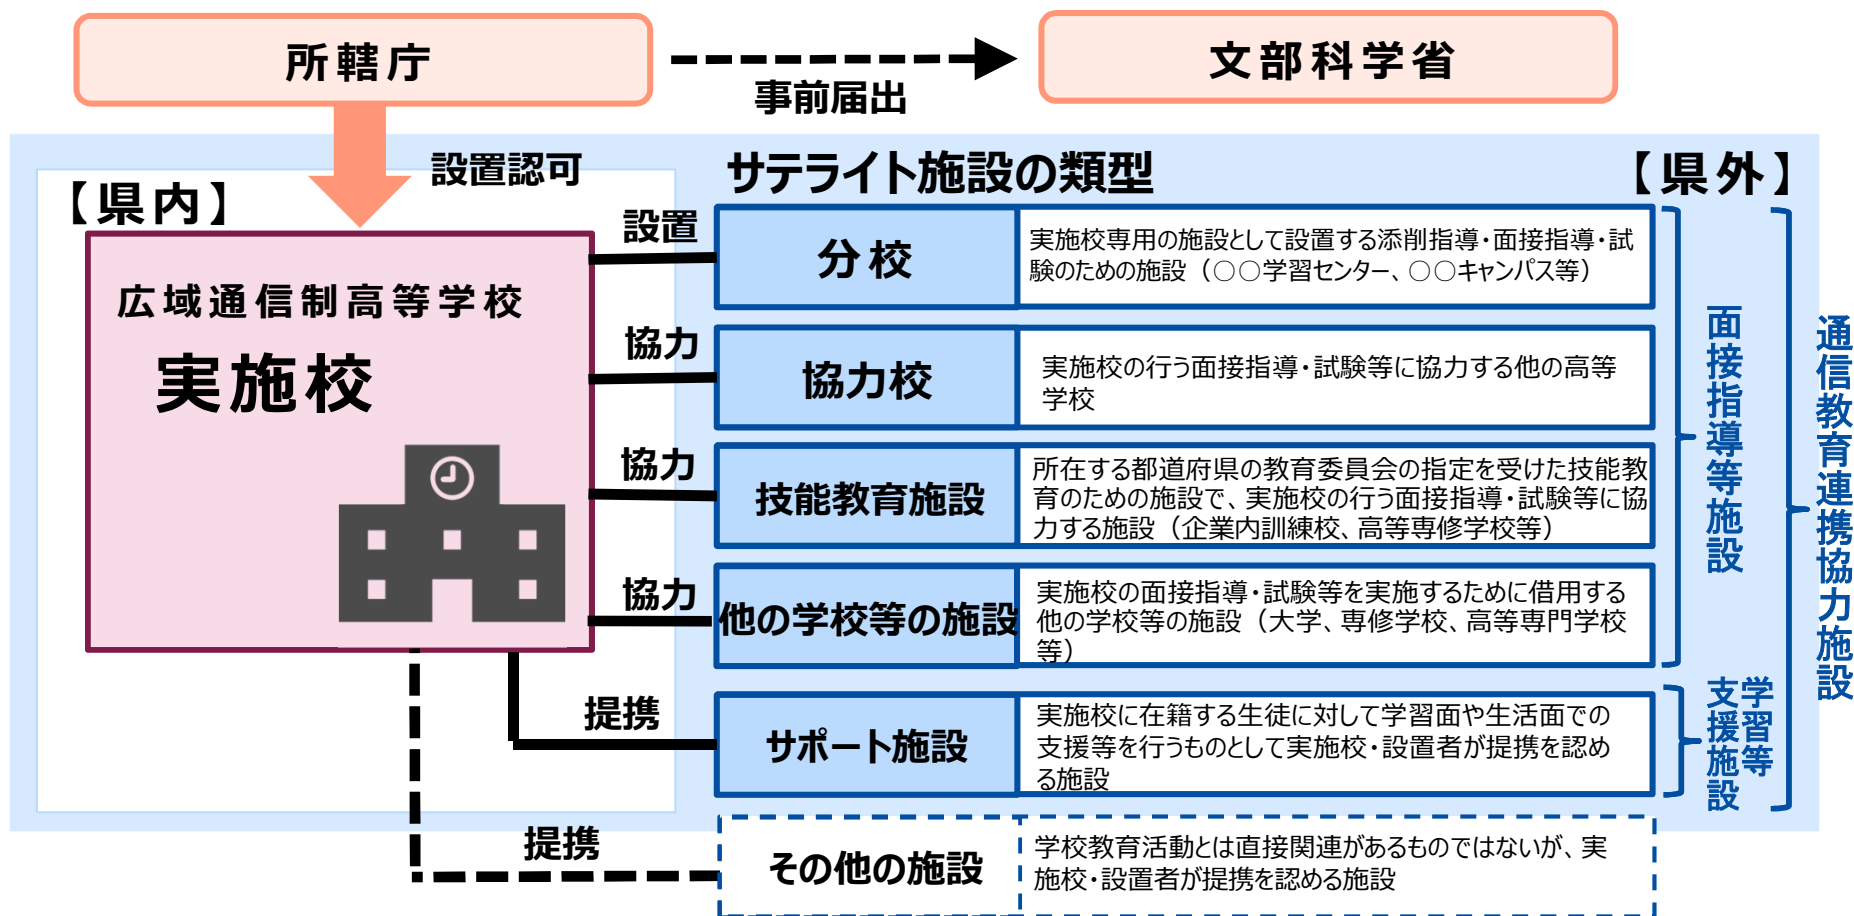 所轄庁
事前届出
文部科学省
設置認可
サテライト施設の類型
【県外】
【県内】
広域通信制高等学校
実施校
設置
分校
実施校専用の施設として設置する添削指導・面接指導・試
験のための施設（○○学習センター、○○キャンパス等）
協力
協力校
実施校の行う面接指導・試験等に協力する他の高等
学校
協力
技能教育施設
所在する都道府県の教育委員会の指定を受けた技能教
育のための施設で、実施校の行う面接指導・試験等に協
力する施設（企業内訓練校、高等専修学校等）
協力
他の学校等の施設
実施校の面接指導・試験等を実施するために借用する
他の学校等の施設（大学、専修学校、高等専門学校
等）
提携
サポート施設
実施校に在籍する生徒に対して学習面や生活面での
支援等を行うものとして実施校・設置者が提携を認め
る施設
提携
その他の施設
学校教育活動とは直接関連があるものではないが、実
施校・設置者が提携を認める施設
面接指導等施設
学習等
支援施設
通信教育連携協力施設